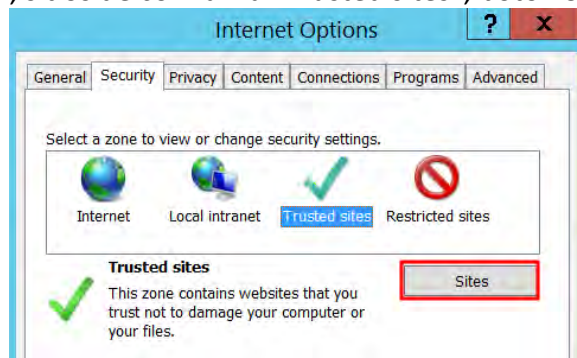 Internet Options
? X
General Security Privacy Content Connections Programs Advanced
Select a zone to view or change security settings.
Internet Local intranet Trusted sites Restricted sites
Trusted sites
Sites
This zone contains websites that you
trust not to damage your computer or
your files.